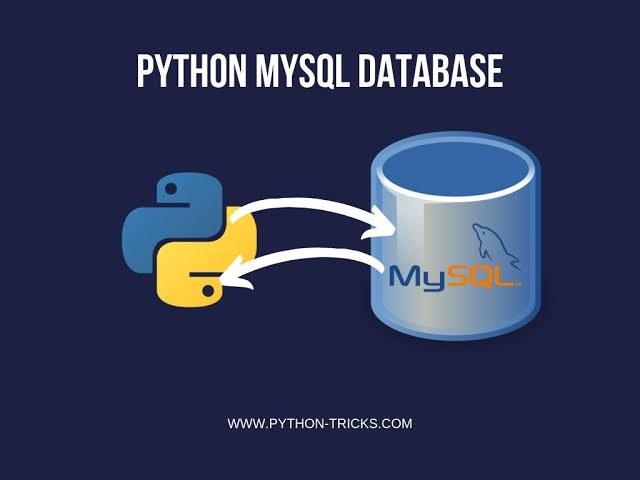 PYTHON MYSQL DATABASE
MySQL
WWW.PYTHON-TRICKS.COM